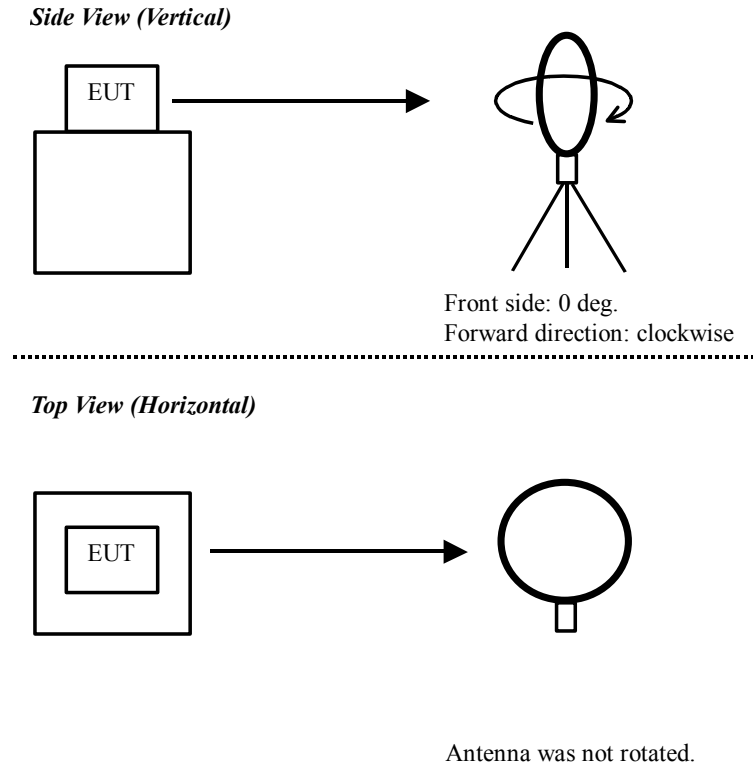 Side View (Vertical)
EUT
Front side: 0 deg.
Forward direction: clockwise
Top View (Horizontal)
EUT
Antenna was not rotated.